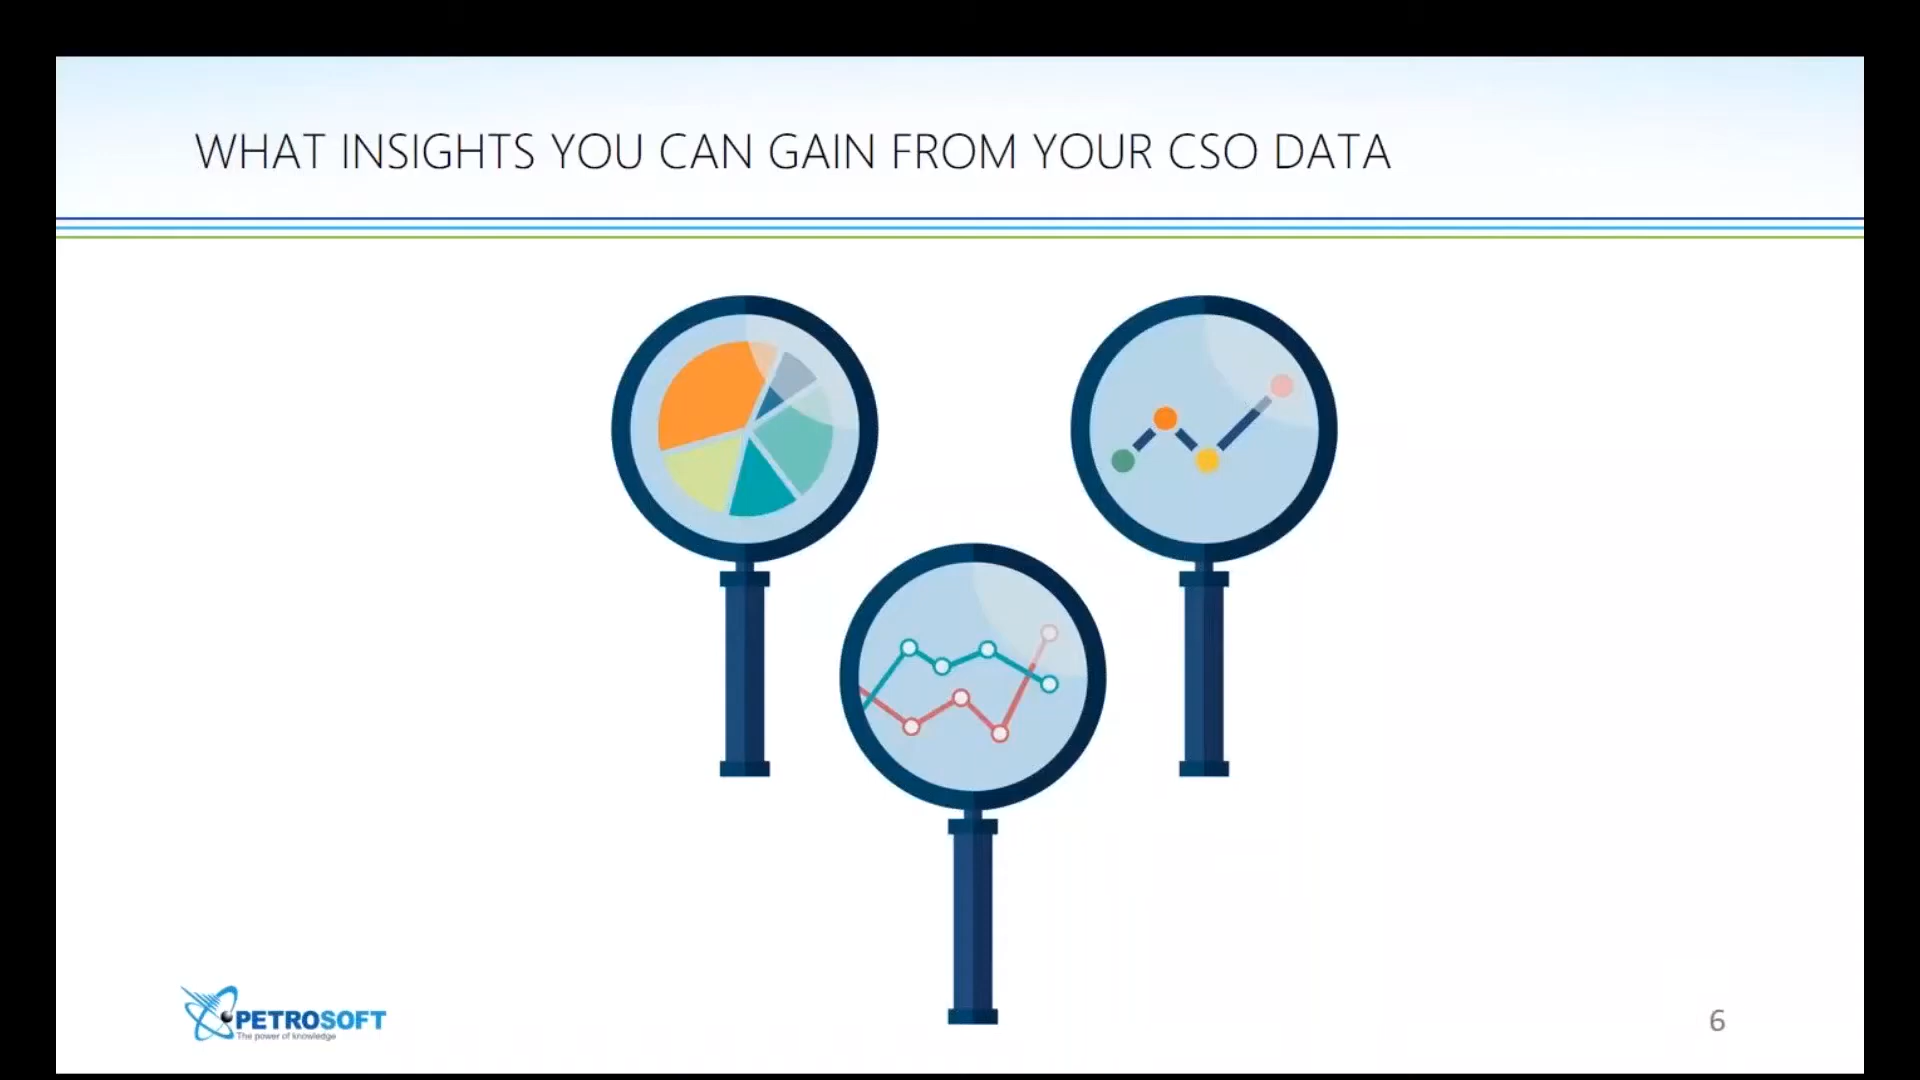 WHAT INSIGHTS YOU CAN GAIN FROM YOUR CSO DATA
PETROSOFT
The power of knowledge
6